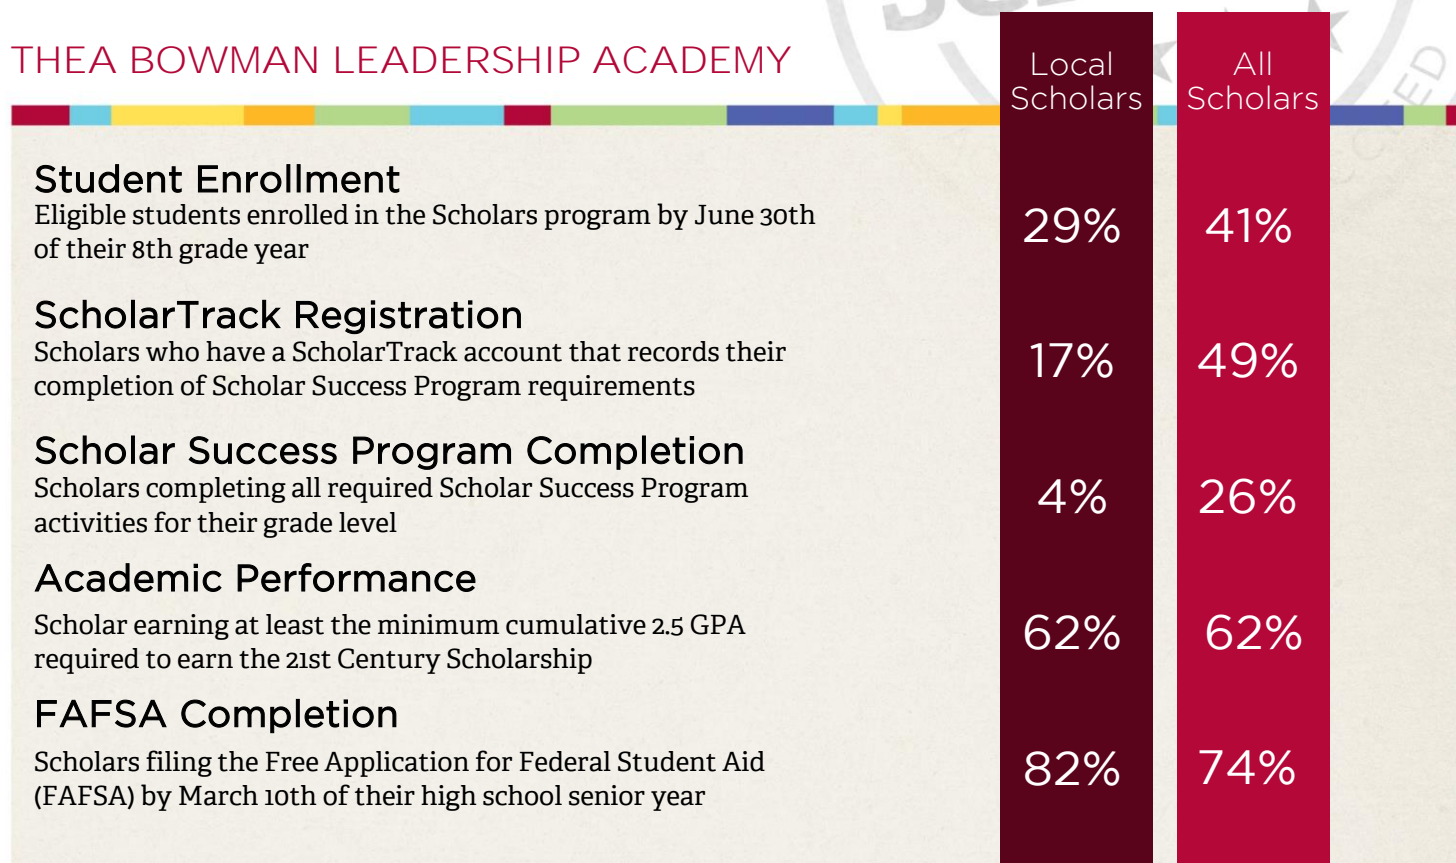 THEA BOWMAN LEADERSHIP ACADEMY
Local
Scholars
All
Scholars
Student Enrollment
Eligible students enrolled in the Scholars program by June 30th
of their 8th grade year
29%
41%
ScholarTrack Registration
Scholars who have a ScholarTrack account that records their
completion of Scholar Success Program requirements
17%
49%
Scholar Success Program Completion
Scholars completing all required Scholar Success Program
activities for their grade level
4%
26%
Academic Performance
Scholar earning at least the minimum cumulative 2.5 GPA
required to earn the 21st Century Scholarship
62%
62%
FAFSA Completion
Scholars filing the Free Application for Federal Student Aid
(FAFSA) by March 10th of their high school senior year
82%
74%